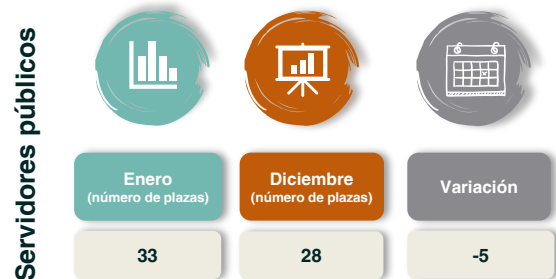 Servidores públicos
Enero
(número de plazas)
Diciembre
(número de plazas)
Variación
33
28
-5